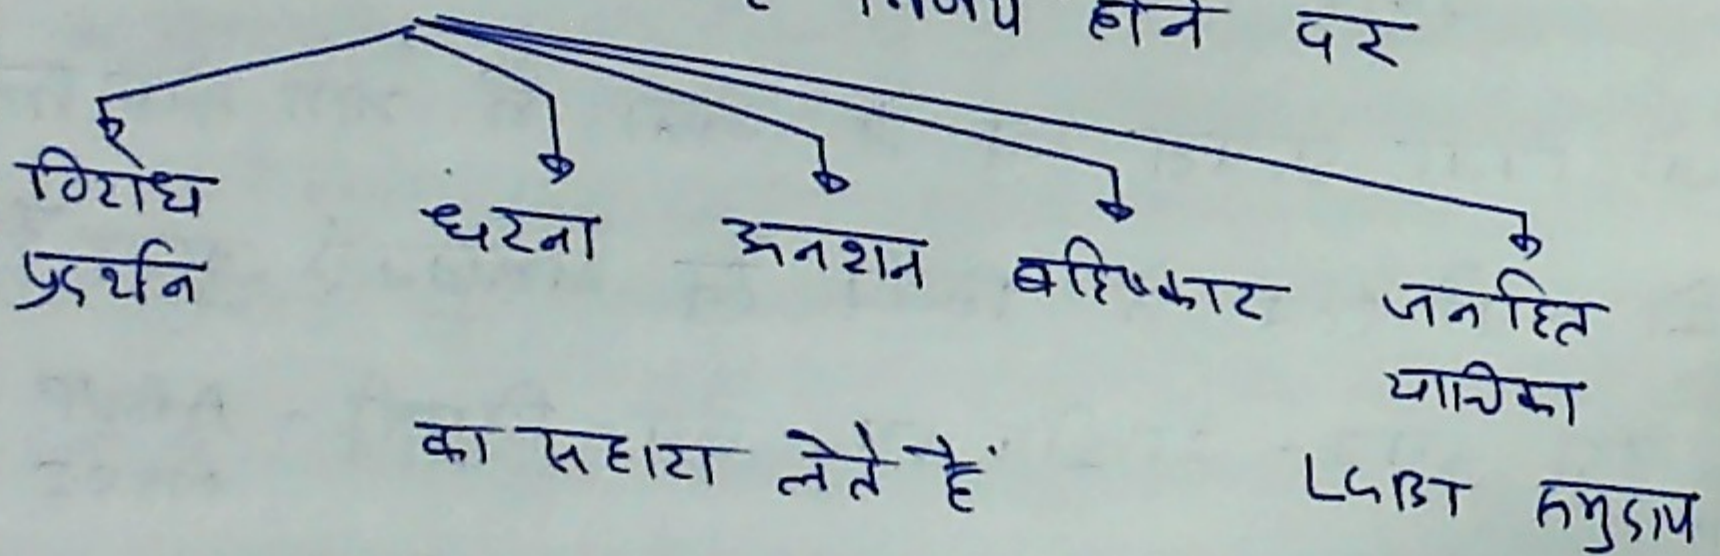 होने पर
विरोध प्रदर्शन
धरना
अनशन
बहिष्कार
जनहित याचिका
का सहारा लेते हैं
LGBT समुदाय